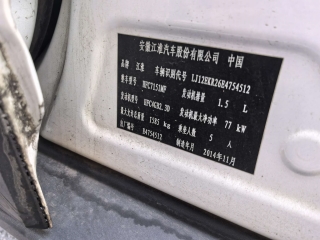 安徽江淮汽车股份有限公司 中国
品牌 江淮 车辆识别代号 LJ12EKR26E4754512
整车型号 HFC7151MF 发动机排量 1.5 L
发动机型号 HFC4GB2.3D 发动机最大净功率 77 kW
最大允许总质量 1585 kg 乘坐人数 5 人
出厂编号 E4754512 制造年月 2014年11月